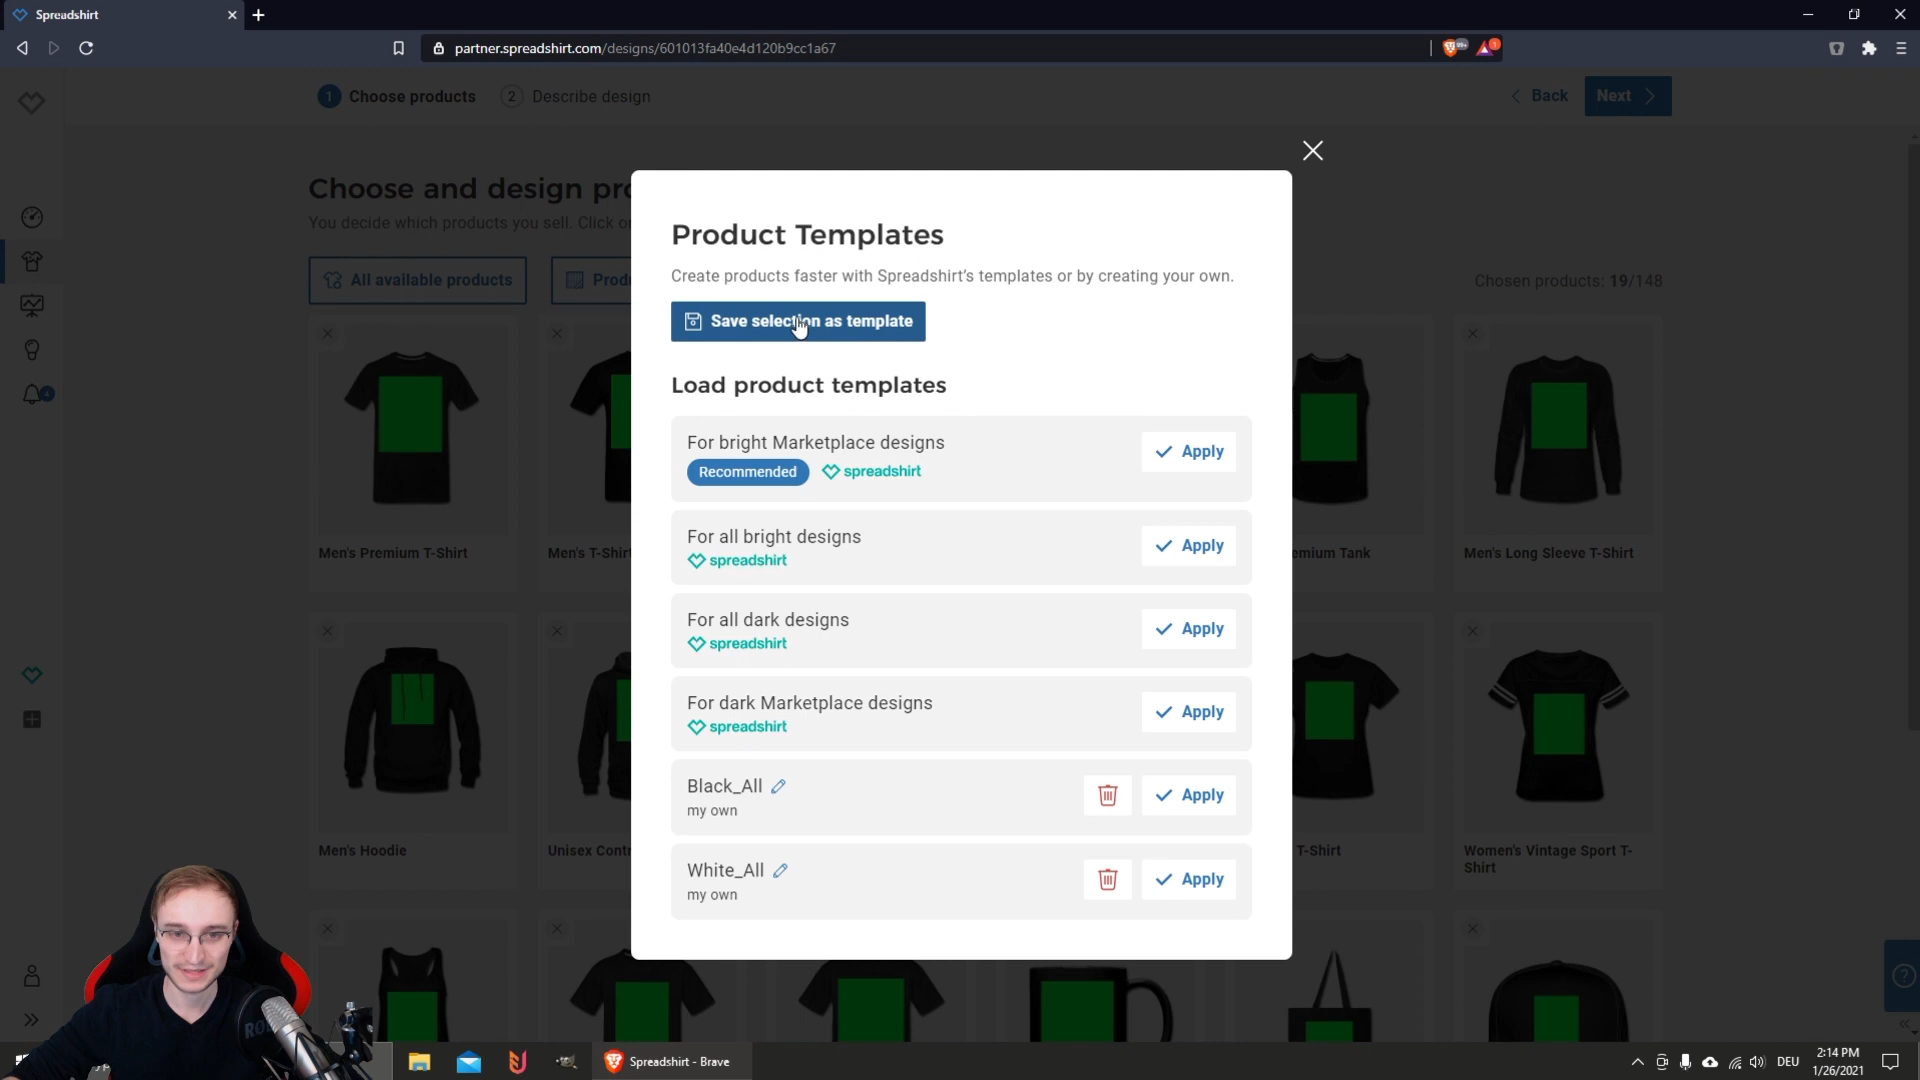 Spreadshirt
partner.spreadshirt.com/designs/601013fa40e4d120b9cc1a67
1 Choose products 2 Describe design
Back Next
Choose and design pro
You decide which products you sell. Click o
All available products
Produ
Chosen products: 19/148
Product Templates
Create products faster with Spreadshirt's templates or by creating your own.
Save selection as template
Load product templates
For bright Marketplace designs
Recommended spreadshirt
Apply
For all bright designs
spreadshirt
Apply
For all dark designs
spreadshirt
Apply
For dark Marketplace designs
spreadshirt
Apply
Black_All
my own
Apply
White_All
my own
Apply
Men's Premium T-Shirt
Men's T-Shirt
emium Tank
Men's Long Sleeve T-Shirt
Men's Hoodie
Unisex Contr
T-Shirt
Women's Vintage Sport T-
Shirt
Spreadshirt - Brave
DEU
2:14 PM
1/26/2021